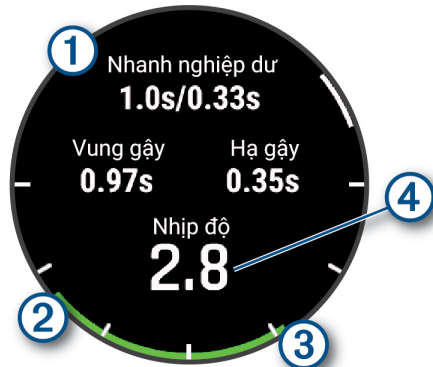 1
Nhanh nghiệp dư
1.0s/0.33s
Vung gậy Hạ gậy
0.97s 0.35s
4
Nhịp độ
2.8
2
3